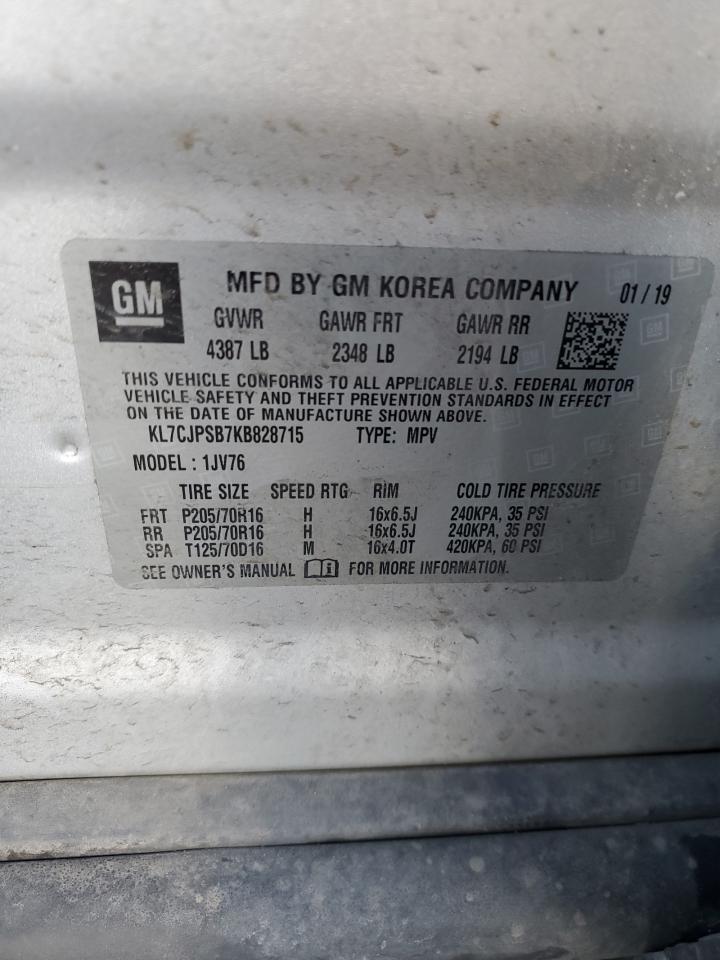 GM
MFD BY GM KOREA COMPANY 01/19
GVWR GAWR FRT GAWR RR
4387 LB 2348 LB 2194 LB
THIS VEHICLE CONFORMS TO ALL APPLICABLE U.S. FEDERAL MOTOR
VEHICLE SAFETY AND THEFT PREVENTION STANDARDS IN EFFECT
ON THE DATE OF MANUFACTURE SHOWN ABOVE.
KL7CJPSB7KB828715 TYPE: MPV
MODEL : 1JV76
TIRE SIZE SPEED RTG RIM COLD TIRE PRESSURE
FRT P205/70R16 H 16x6.5J 240KPA, 35 PSI
RR P205/70R16 H 16x6.5J 240KPA, 35 PSI
SPA T125/70D16 M 16x4.0T 420KPA, 60 PSI
SEE OWNER'S MANUAL FOR MORE INFORMATION.